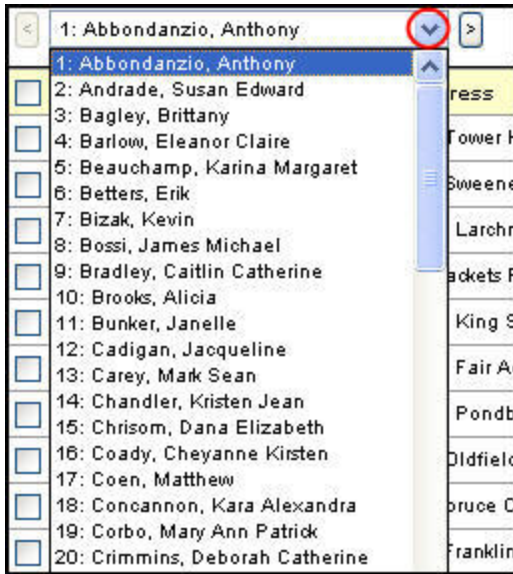 < 1: Abbondanzio, Anthony >
1: Abbondanzio, Anthony
2: Andrade, Susan Edward
3: Bagley, Brittany
4: Barlow, Eleanor Claire
5: Beauchamp, Karina Margaret
6: Betters, Erik
7: Bizak, Kevin
8: Bossi, James Michael
9: Bradley, Caitlin Catherine
10: Brooks, Alicia
11: Bunker, Janelle
12: Cadigan, Jacqueline
13: Carey, Mark Sean
14: Chandler, Kristen Jean
15: Chrisom, Dana Elizabeth
16: Coady, Cheyanne Kirsten
17: Coen, Matthew
18: Concannon, Kara Alexandra
19: Corbo, Mary Ann Patrick
20: Crimmins, Deborah Catherine
ress
Tower
Sweene
Larchm
ackets
King S
Fair A
Pondb
Oldfield
pruce
Franklin